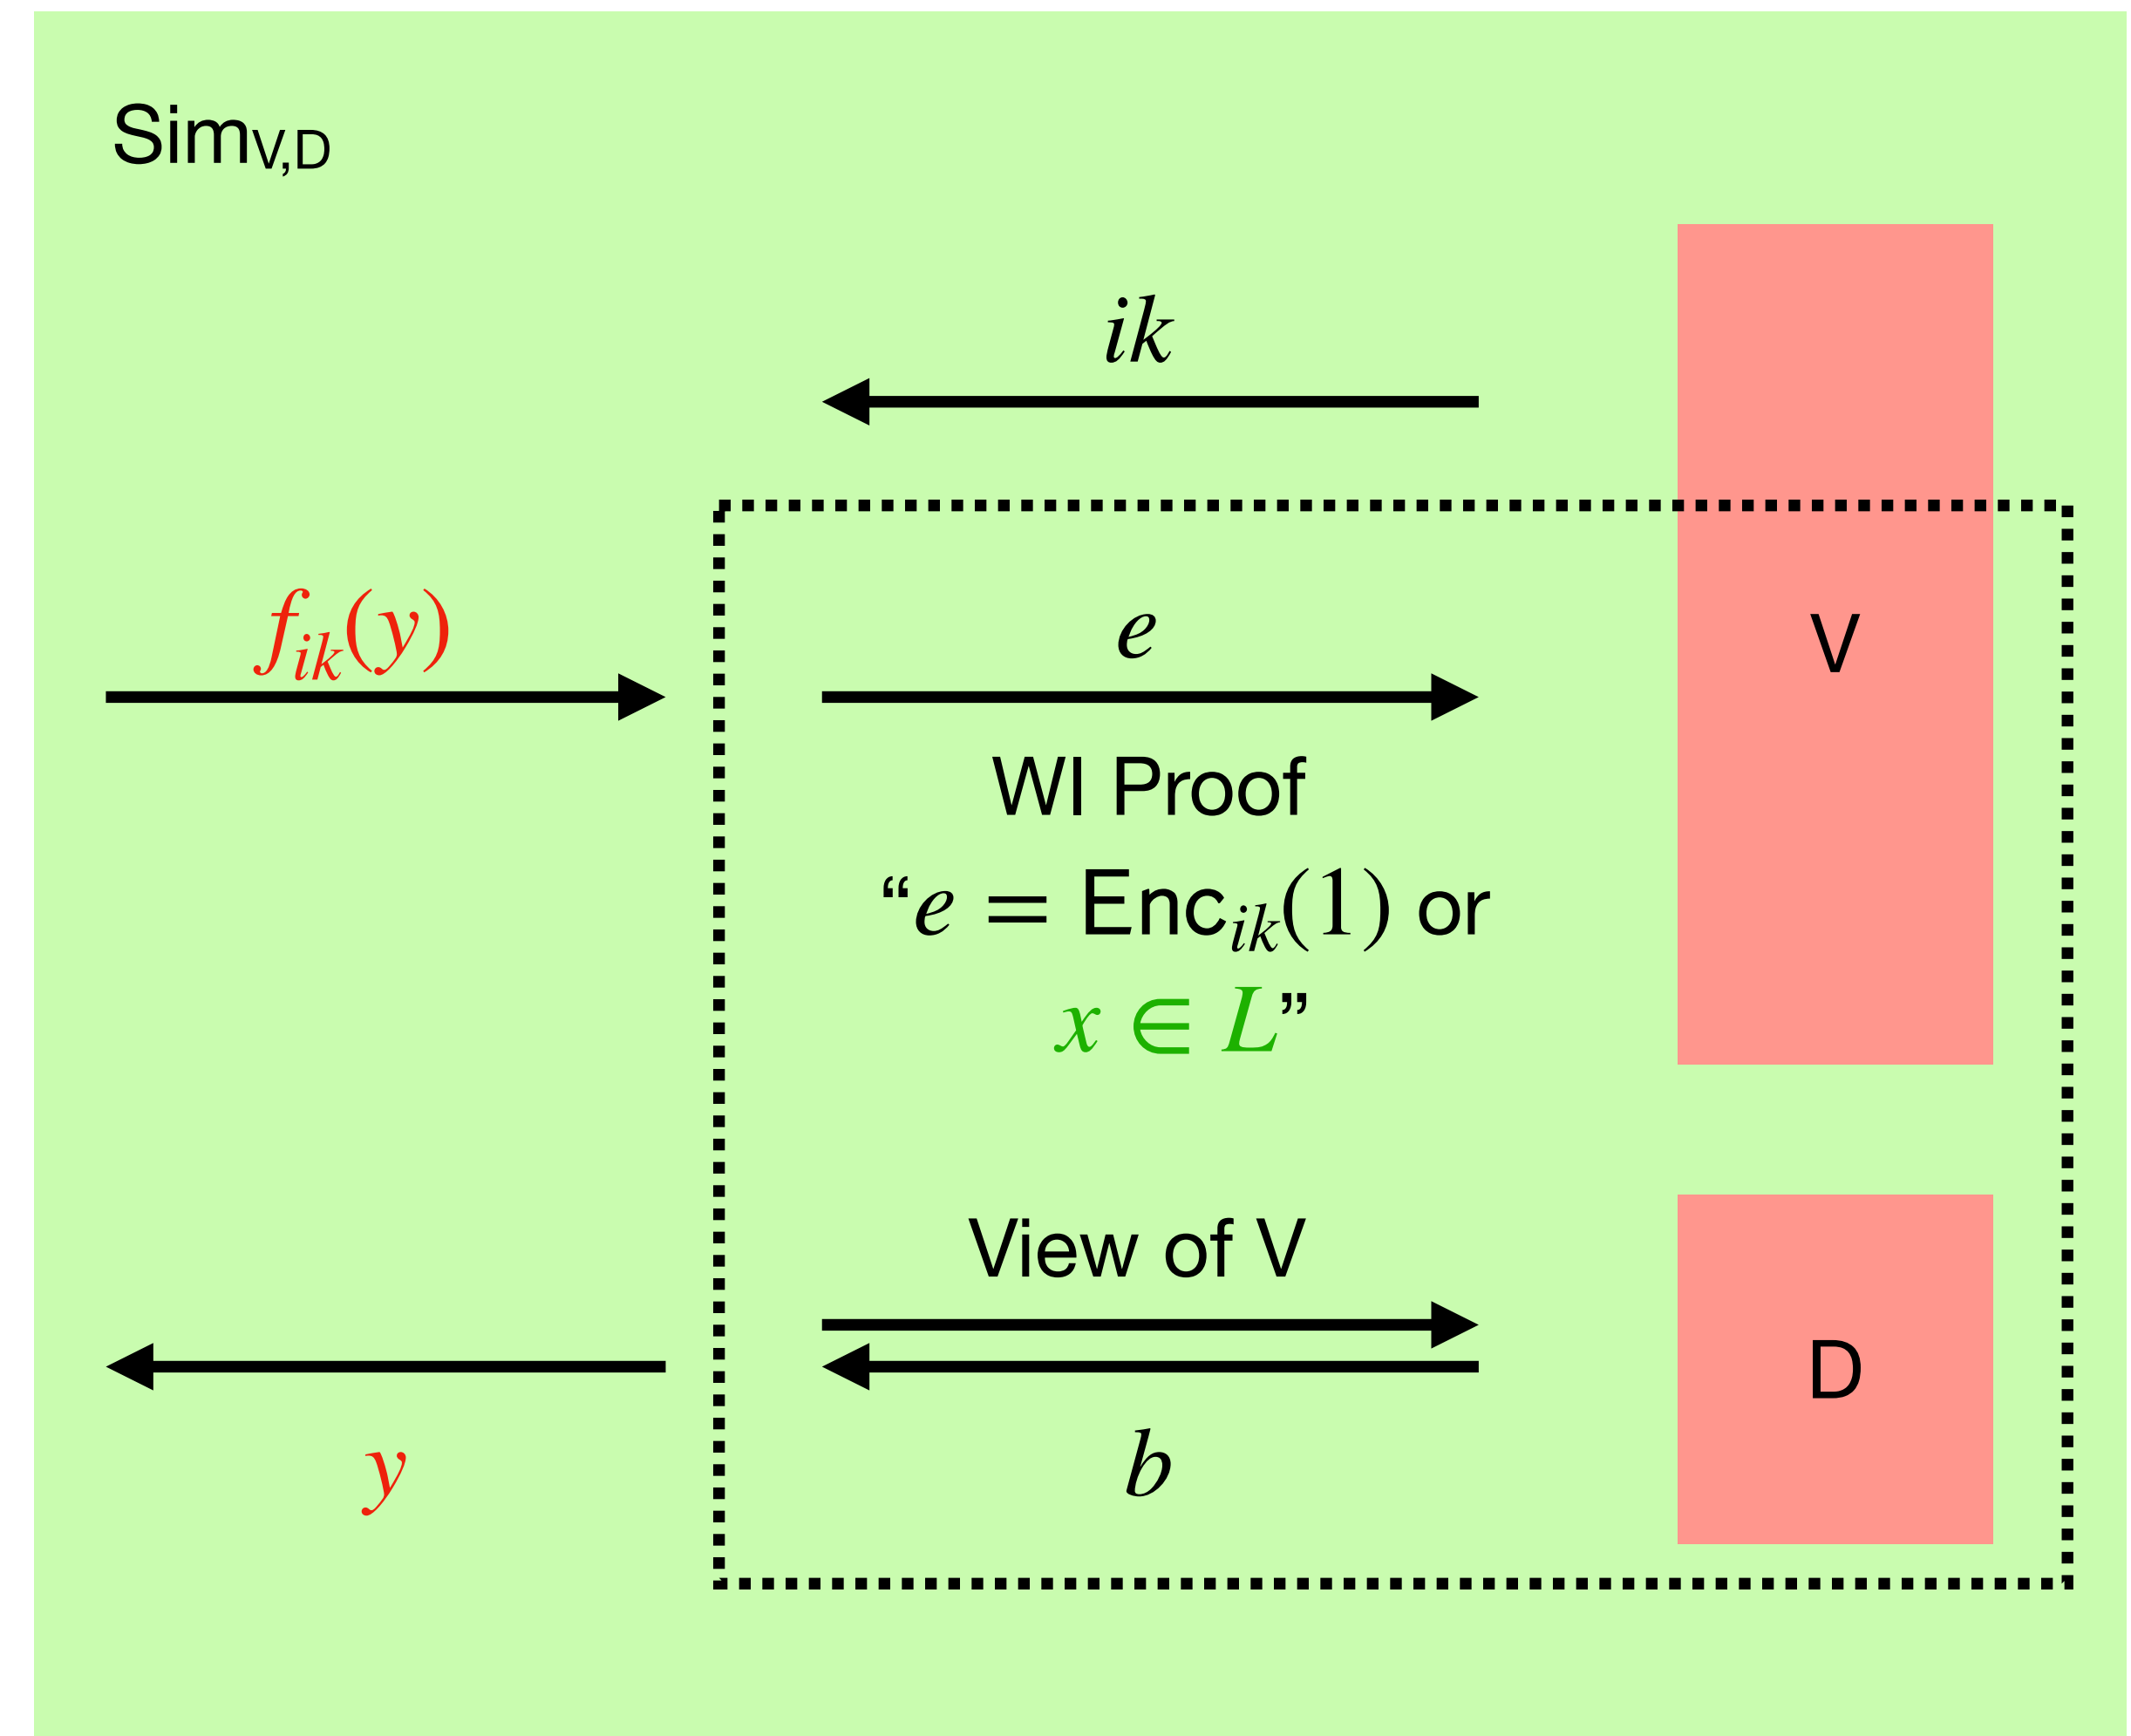 Sim_{V,D}
ik
f_{ik}(y)
e
V
WI Proof
“e = Enc_{ik}(1) or
x ∈ L”
View of V
D
y
b